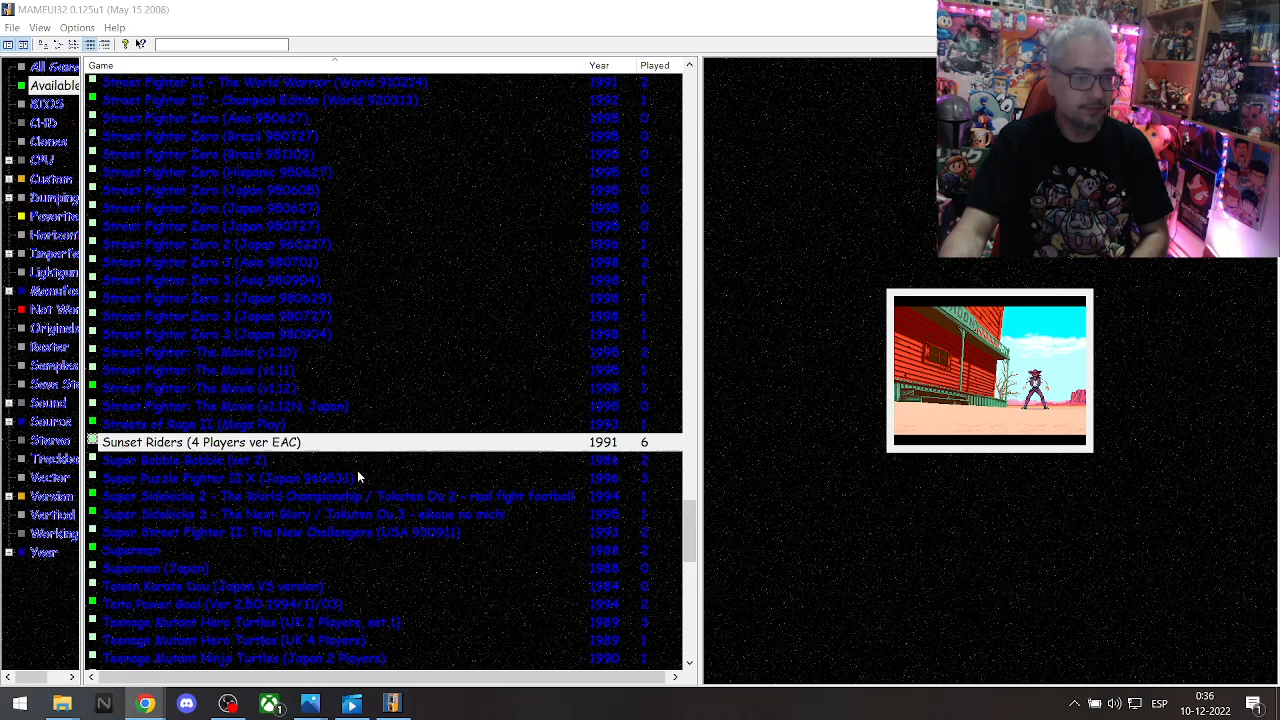 MAMEUI32 0.125u1 (May 15 2008)
File View Options Help
Game Year Played
All Game
Available
BIOS
CHD
Clones
CPU
Custom
Dumping
Favorite
Horizont
Imperfe
Lightgun
Manufac
Not Wor
Originals
Raster
Samples
Save St
Sound
Source
Stereo
Trackba
Vector
Version
Vertical
Working
Year
Street Fighter II - The World Warrior (World 910214) 1991 2
Street Fighter II' - Champion Edition (World 920313) 1992 1
Street Fighter Zero (Asia 950627) 1995 0
Street Fighter Zero (Brazil 950727) 1995 0
Street Fighter Zero (Brazil 951109) 1995 0
Street Fighter Zero (Hispanic 950627) 1995 0
Street Fighter Zero (Japan 950605) 1995 0
Street Fighter Zero (Japan 950627) 1995 0
Street Fighter Zero (Japan 950727) 1995 0
Street Fighter Zero 2 (Japan 960227) 1996 1
Street Fighter Zero 3 (Asia 980701) 1998 2
Street Fighter Zero 3 (Asia 980904) 1998 1
Street Fighter Zero 3 (Japan 980629) 1998 1
Street Fighter Zero 3 (Japan 980727) 1998 1
Street Fighter Zero 3 (Japan 980904) 1998 1
Street Fighter: The Movie (v1.10) 1995 2
Street Fighter: The Movie (v1.11) 1995 1
Street Fighter: The Movie (v1.12) 1995 1
Street Fighter: The Movie (v1.12N, Japan) 1995 0
Streets of Rage II (Mega Play) 1993 1
Sunset Riders (4 Players ver EAC) 1991 6
Super Bobble Bobble (set 2) 1986 2
Super Puzzle Fighter II X (Japan 960531) 1996 3
Super Sidekicks 2 - The World Championship / Tokuten Ou 2 - real fight football 1994 1
Super Sidekicks 3 - The Next Glory / Tokuten Ou 3 - eikoue no michi 1995 1
Super Street Fighter II: The New Challengers (USA 930911) 1993 2
Superman 1988 2
Superman (Japan) 1988 0
Taisen Karate Dou (Japan VS version) 1984 0
Taito Power Goal (Ver 2.5O 1994/11/03) 1994 2
Teenage Mutant Hero Turtles (UK 2 Players, set 1) 1989 3
Teenage Mutant Hero Turtles (UK 4 Players) 1989 1
Teenage Mutant Ninja Turtles (Japan 2 Players) 1990 1
ESP
0:36
10-12-2022